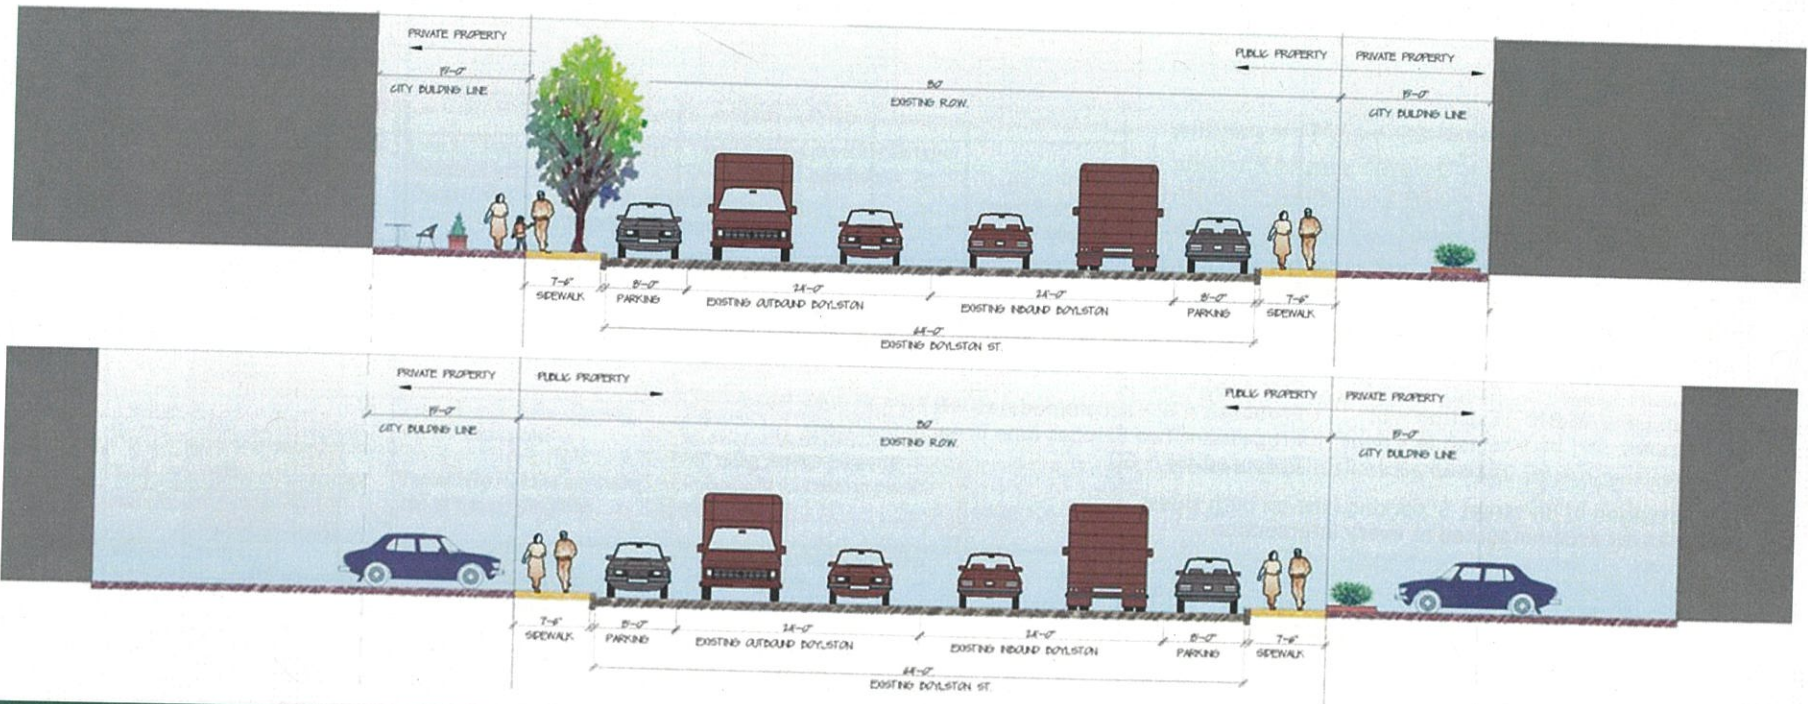 PRIVATE PROPERTY
15'-0"
CITY BUILDING LINE
80'
EXISTING R.O.W.
PUBLIC PROPERTY
PRIVATE PROPERTY
15'-0"
CITY BUILDING LINE
7'-6"
SIDEWALK
8'-0"
PARKING
24'-0"
EXISTING OUTBOUND BOYLSTON
24'-0"
EXISTING INBOUND BOYLSTON
8'-0"
PARKING
7'-6"
SIDEWALK
64'-0"
EXISTING BOYLSTON ST.
PRIVATE PROPERTY
PUBLIC PROPERTY
15'-0"
CITY BUILDING LINE
80'
EXISTING R.O.W.
PUBLIC PROPERTY
PRIVATE PROPERTY
15'-0"
CITY BUILDING LINE
7'-6"
SIDEWALK
8'-0"
PARKING
24'-0"
EXISTING OUTBOUND BOYLSTON
24'-0"
EXISTING INBOUND BOYLSTON
8'-0"
PARKING
7'-6"
SIDEWALK
64'-0"
EXISTING BOYLSTON ST.